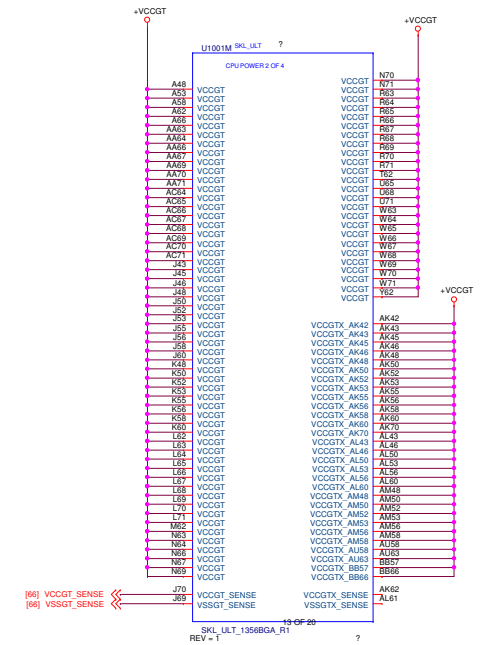 +VCCGT
+VCCGT
U1001M SKL_ULT ?
CPU POWER 2 OF 4
A48 VCCGT
A53 VCCGT
A58 VCCGT
A62 VCCGT
A66 VCCGT
AA63 VCCGT
AA64 VCCGT
AA66 VCCGT
AA67 VCCGT
AA69 VCCGT
AA70 VCCGT
AA71 VCCGT
AC64 VCCGT
AC65 VCCGT
AC66 VCCGT
AC67 VCCGT
AC68 VCCGT
AC69 VCCGT
AC70 VCCGT
AC71 VCCGT
J43 VCCGT
J45 VCCGT
J46 VCCGT
J48 VCCGT
J50 VCCGT
J52 VCCGT
J53 VCCGT
J55 VCCGT
J56 VCCGT
J58 VCCGT
J60 VCCGT
K48 VCCGT
K50 VCCGT
K52 VCCGT
K53 VCCGT
K55 VCCGT
K56 VCCGT
K58 VCCGT
K60 VCCGT
L62 VCCGT
L63 VCCGT
L64 VCCGT
L65 VCCGT
L66 VCCGT
L67 VCCGT
L68 VCCGT
L69 VCCGT
L70 VCCGT
L71 VCCGT
M62 VCCGT
N63 VCCGT
N64 VCCGT
N66 VCCGT
N67 VCCGT
N69 VCCGT
[66] VCCGT_SENSE J70 VCCGT_SENSE
[66] VSSGT_SENSE J69 VSSGT_SENSE
VCCGT N70
VCCGT N71
VCCGT R63
VCCGT R64
VCCGT R65
VCCGT R66
VCCGT R67
VCCGT R68
VCCGT R69
VCCGT R70
VCCGT R71
VCCGT T62
VCCGT U65
VCCGT U68
VCCGT U71
VCCGT W63
VCCGT W64
VCCGT W65
VCCGT W66
VCCGT W67
VCCGT W68
VCCGT W69
VCCGT W70
VCCGT W71
VCCGT Y62
+VCCGT
VCCGTX_AK42 AK42
VCCGTX_AK43 AK43
VCCGTX_AK45 AK45
VCCGTX_AK46 AK46
VCCGTX_AK48 AK48
VCCGTX_AK50 AK50
VCCGTX_AK52 AK52
VCCGTX_AK53 AK53
VCCGTX_AK55 AK55
VCCGTX_AK56 AK56
VCCGTX_AK58 AK58
VCCGTX_AK60 AK60
VCCGTX_AK70 AK70
VCCGTX_AL43 AL43
VCCGTX_AL46 AL46
VCCGTX_AL50 AL50
VCCGTX_AL53 AL53
VCCGTX_AL56 AL56
VCCGTX_AL60 AL60
VCCGTX_AM48 AM48
VCCGTX_AM50 AM50
VCCGTX_AM52 AM52
VCCGTX_AM53 AM53
VCCGTX_AM56 AM56
VCCGTX_AM58 AM58
VCCGTX_AU58 AU58
VCCGTX_AU63 AU63
VCCGTX_BB57 BB57
VCCGTX_BB66 BB66
VCCGTX_SENSE AK62
VSSGTX_SENSE AL61
13 OF 20
SKL_ULT_1356BGA_R1
REV = 1 ?